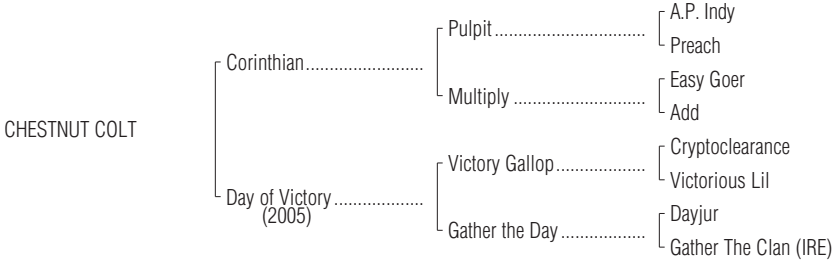 CHESTNUT COLT
Corinthian........................
Day of Victory...................
(2005)
Pulpit................................
Multiply ............................
Victory Gallop...................
Gather the Day..................
A.P. Indy
Preach
Easy Goer
Add
Cryptoclearance
Victorious Lil
Dayjur
Gather The Clan (IRE)